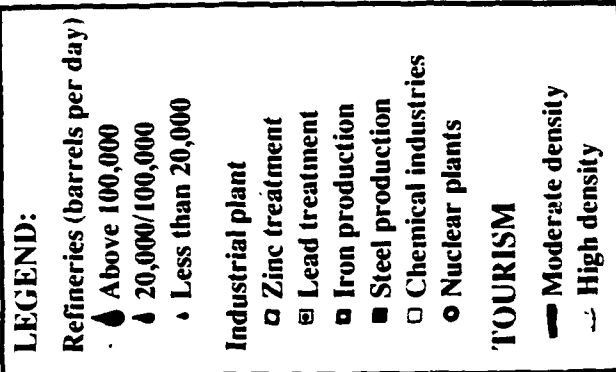 LEGEND:
Refineries (barrels per day)
Above 100,000
20,000/100,000
Less than 20,000
Industrial plant
Zinc treatment
Lead treatment
Iron production
Steel production
Chemical industries
Nuclear plants
TOURISM
Moderate density
High density